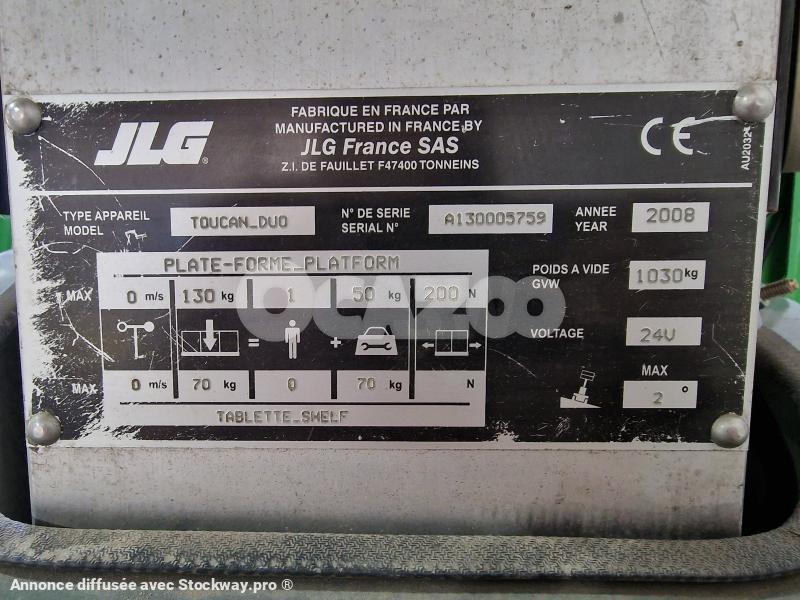 JLG®
FABRIQUE EN FRANCE PAR
MANUFACTURED IN FRANCE BY
JLG France SAS
Z.I. DE FAUILLET F47400 TONNEINS
CE
AU20324
TYPE APPAREIL
MODEL
TOUCAN_DUO
N° DE SERIE
SERIAL N°
A130005759
ANNEE
YEAR
2008
PLATE-FORME_PLATFORM
MAX 0 m/s 130 kg 1 50 kg 200 N
= +
MAX 0 m/s 70 kg 0 70 kg N
TABLETTE_SHELF
POIDS A VIDE
GVW
1030kg
VOLTAGE
24V
MAX
2 °
OCAZOO
Annonce diffusée avec Stockway.pro ®